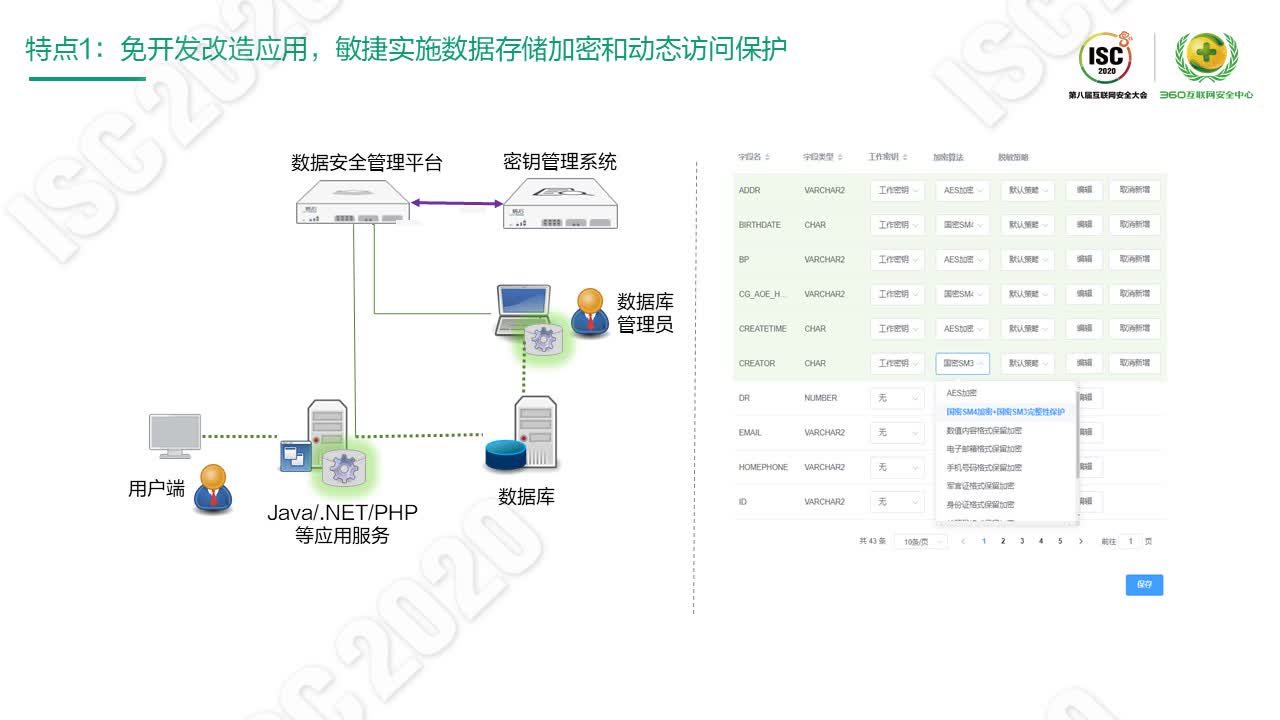 特点1：免开发改造应用，敏捷实施数据存储加密和动态访问保护
ISC
2020
第八届互联网安全大会
360互联网安全中心
数据安全管理平台
密钥管理系统
数据库
管理员
用户端
Java/.NET/PHP
等应用服务
数据库
字段名 字段类型 工作密钥 加密算法 脱敏策略
ADDR VARCHAR2 工作密钥 AES加密 默认策略 编辑 取消新增
BIRTHDATE CHAR 工作密钥 国密SM4 默认策略 编辑 取消新增
BP VARCHAR2 工作密钥 AES加密 默认策略 编辑 取消新增
CG_AOE_H... VARCHAR2 工作密钥 国密SM4 默认策略 编辑 取消新增
CREATETIME CHAR 工作密钥 AES加密 默认策略 编辑 取消新增
CREATOR CHAR 工作密钥 国密SM3 默认策略 编辑 取消新增
DR NUMBER 无 编辑
EMAIL VARCHAR2 无 编辑
HOMEPHONE VARCHAR2 无 编辑
ID VARCHAR2 无 编辑
AES加密
国密SM4加密+国密SM3完整性保护
数值内容格式保留加密
电子邮箱格式保留加密
手机号码格式保留加密
军官证格式保留加密
身份证格式保留加密
共 43 条 10条/页 1 2 3 4 5 前往 1 页
保存
ISC 2020
ISC 2020
ISC 2020